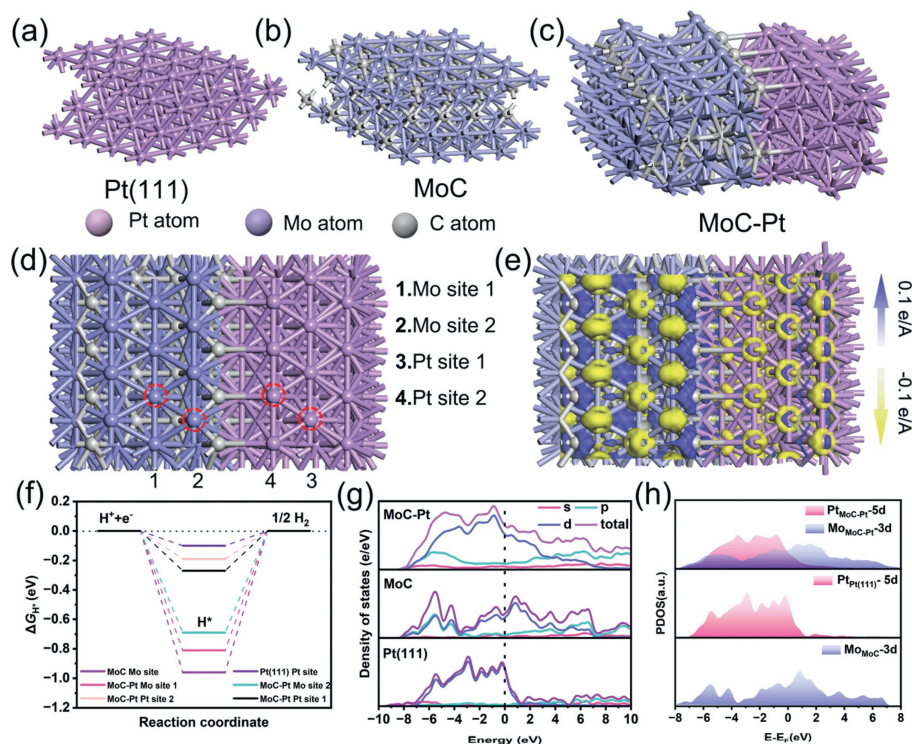 (a)
(b)
(c)
Pt(111)
MoC
MoC-Pt
Pt atom
Mo atom
C atom
(d)
1.Mo site 1
2.Mo site 2
3.Pt site 1
4.Pt site 2
1 2 4 3
(e)
0.1 e/A
-0.1 e/A
(f)
0.2
0.0
-0.2
-0.4
-0.6
-0.8
-1.0
-1.2
ΔG_H* (eV)
H⁺+e⁻
1/2 H₂
H*
MoC Mo site
Pt(111) Pt site
MoC-Pt Mo site 1
MoC-Pt Mo site 2
MoC-Pt Pt site 2
MoC-Pt Pt site 1
Reaction coordinate
(g)
Density of states (e/eV)
MoC-Pt
s p
d total
MoC
Pt(111)
-10 -8 -6 -4 -2 0 2 4 6 8 10
Energy (eV)
(h)
PDOS(a.u.)
Pt_MoC-Pt-5d
Mo_MoC-Pt-3d
Pt_Pt(111)- 5d
Mo_MoC-3d
-8 -6 -4 -2 0 2 4 6 8
E-E_F(eV)